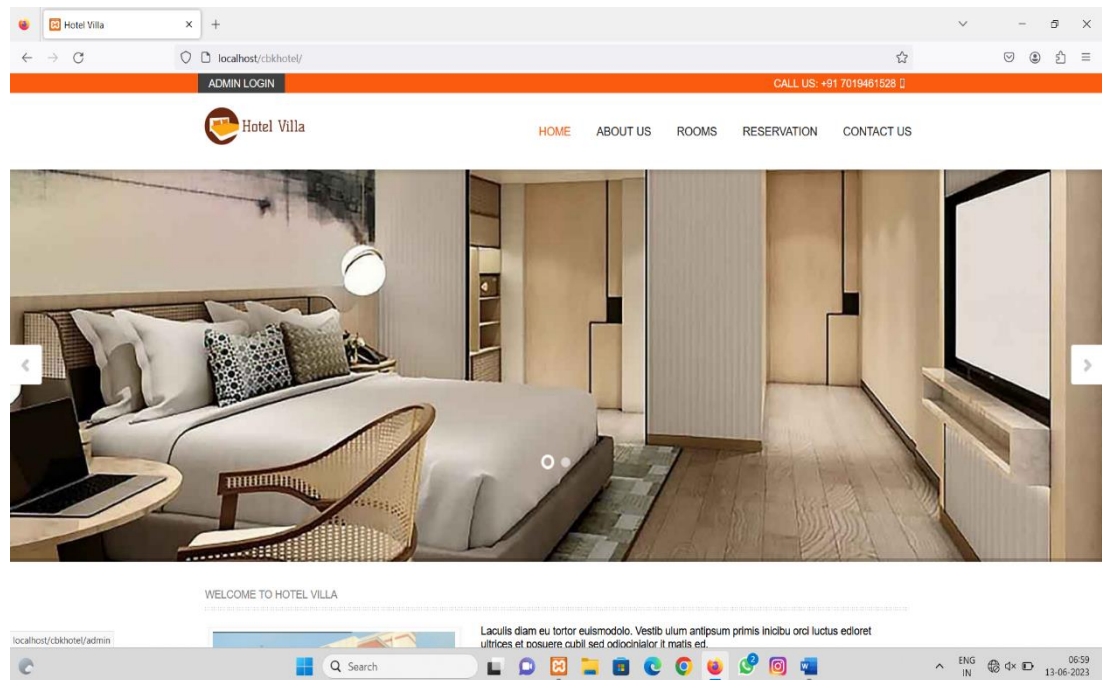 Hotel Villa
localhost/cbkhotel/
ADMIN LOGIN
CALL US: +91 7019461528
Hotel Villa
HOME ABOUT US ROOMS RESERVATION CONTACT US
WELCOME TO HOTEL VILLA
Laculis diam eu tortor euismodolo. Vestib ulum antipsum primis inicibu orci luctus edloret
ultrices et posuere cubil sed odiocinialor it matis ed.
localhost/cbkhotel/admin
Search
2
ENG
IN
06:59
13-06-2023